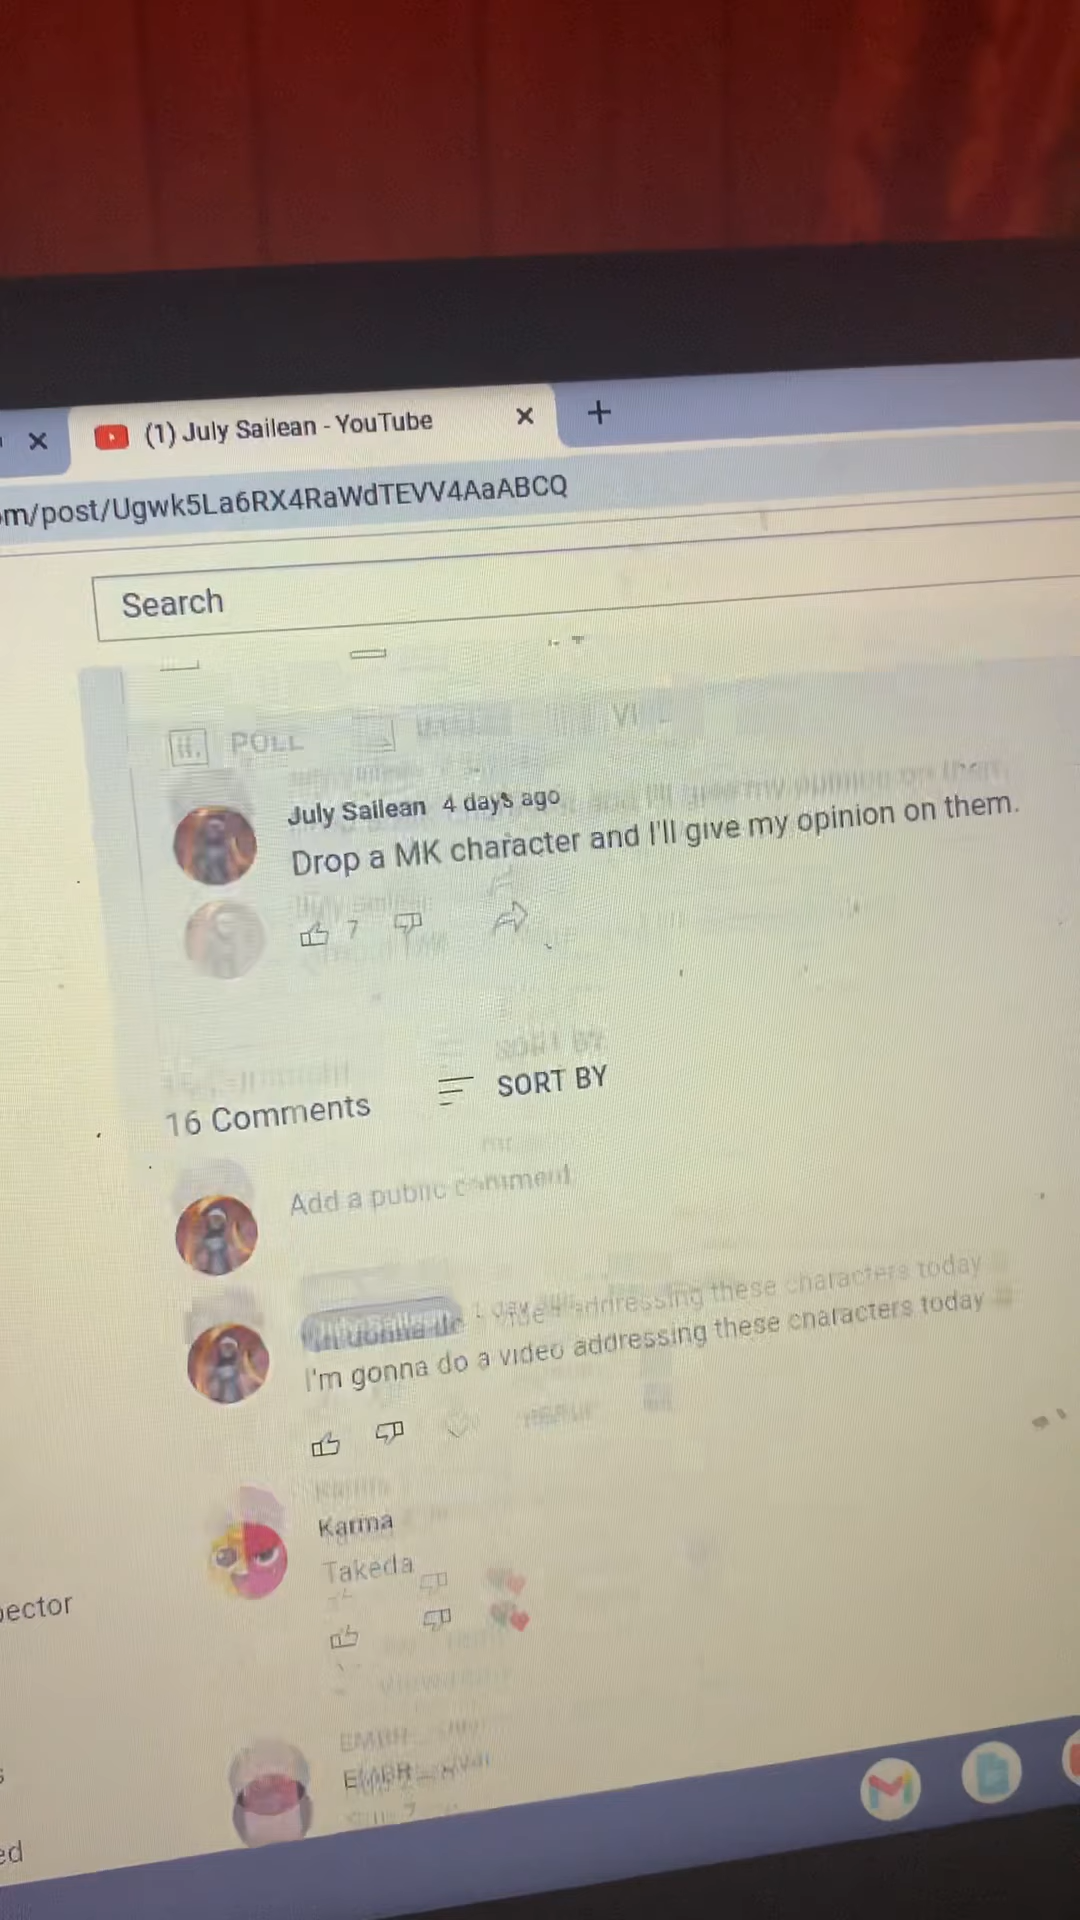 (1) July Sailean - YouTube
om/post/Ugwk5La6RX4RaWdTEVV4AaABCQ
Search
POLL
July Sailean 4 days ago
Drop a MK character and I'll give my opinion on them.
7
16 Comments
SORT BY
Add a public comment
I'm gonna do a video addressing these characters today
Karma
Takeda
pector
ed